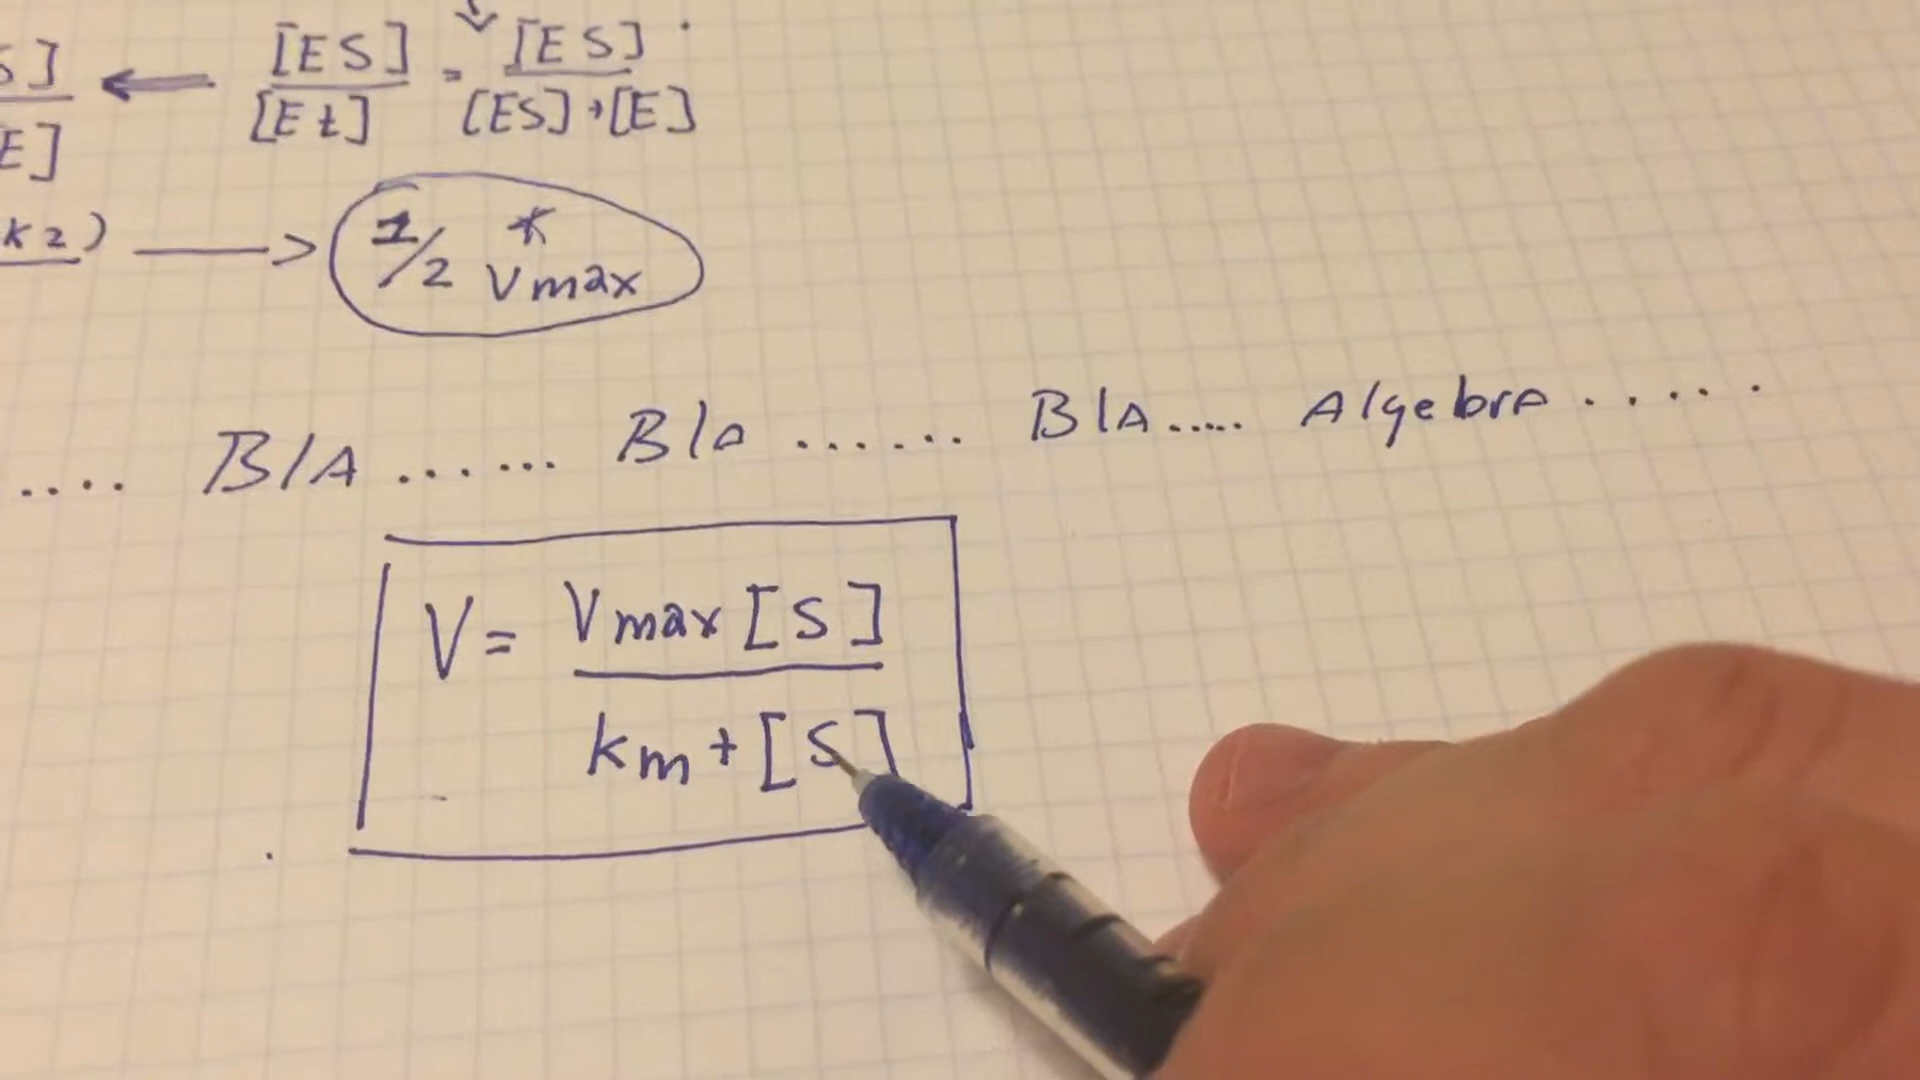 S] ← [ES] = [ES]
E] [Et] [ES]+[E]
k2) → 1/2 * Vmax
.... BlA ...... Bla ...... BlA..... AlgebrA .....
V = Vmax[S]
km+[S]